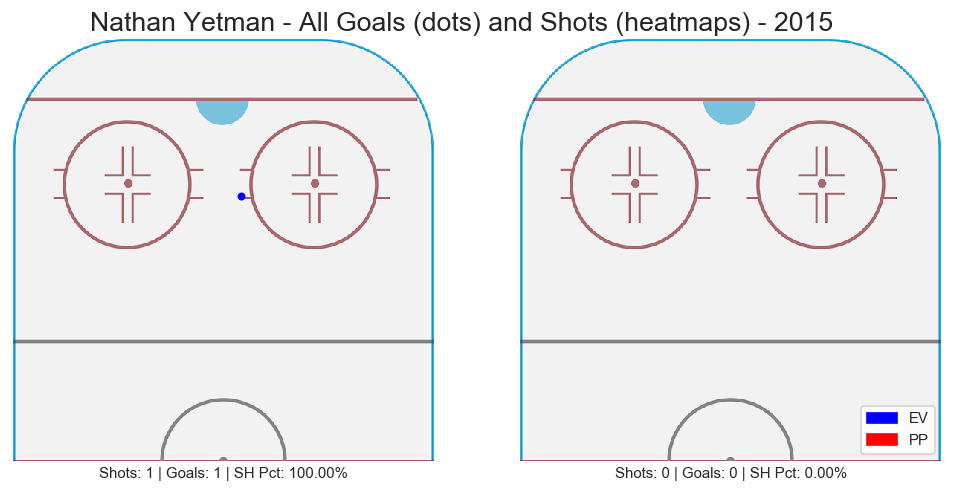 Nathan Yetman - All Goals (dots) and Shots (heatmaps) - 2015
EV
PP
Shots: 1 | Goals: 1 | SH Pct: 100.00%
Shots: 0 | Goals: 0 | SH Pct: 0.00%